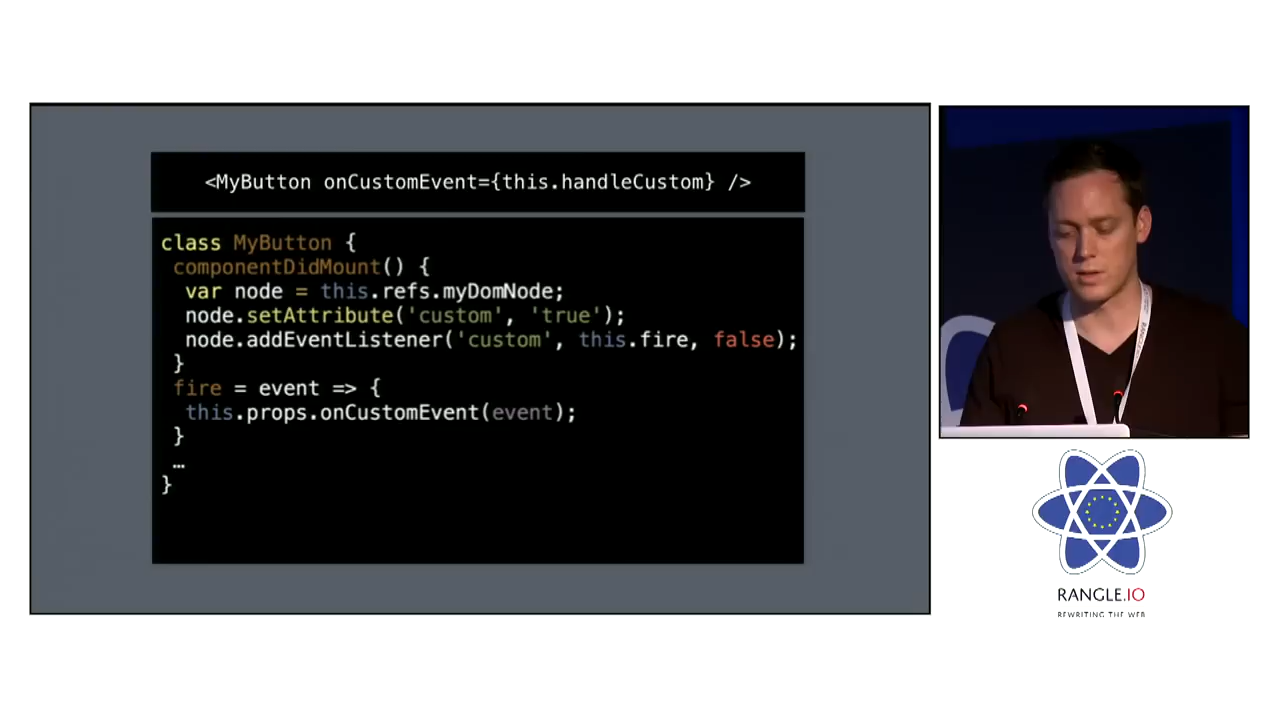 <MyButton onCustomEvent={this.handleCustom} />
class MyButton {
componentDidMount() {
var node = this.refs.myDomNode;
node.setAttribute('custom', 'true');
node.addEventListener('custom', this.fire, false);
}
fire = event => {
this.props.onCustomEvent(event);
}
…
}
RANGLE.IO
REWRITING THE WEB